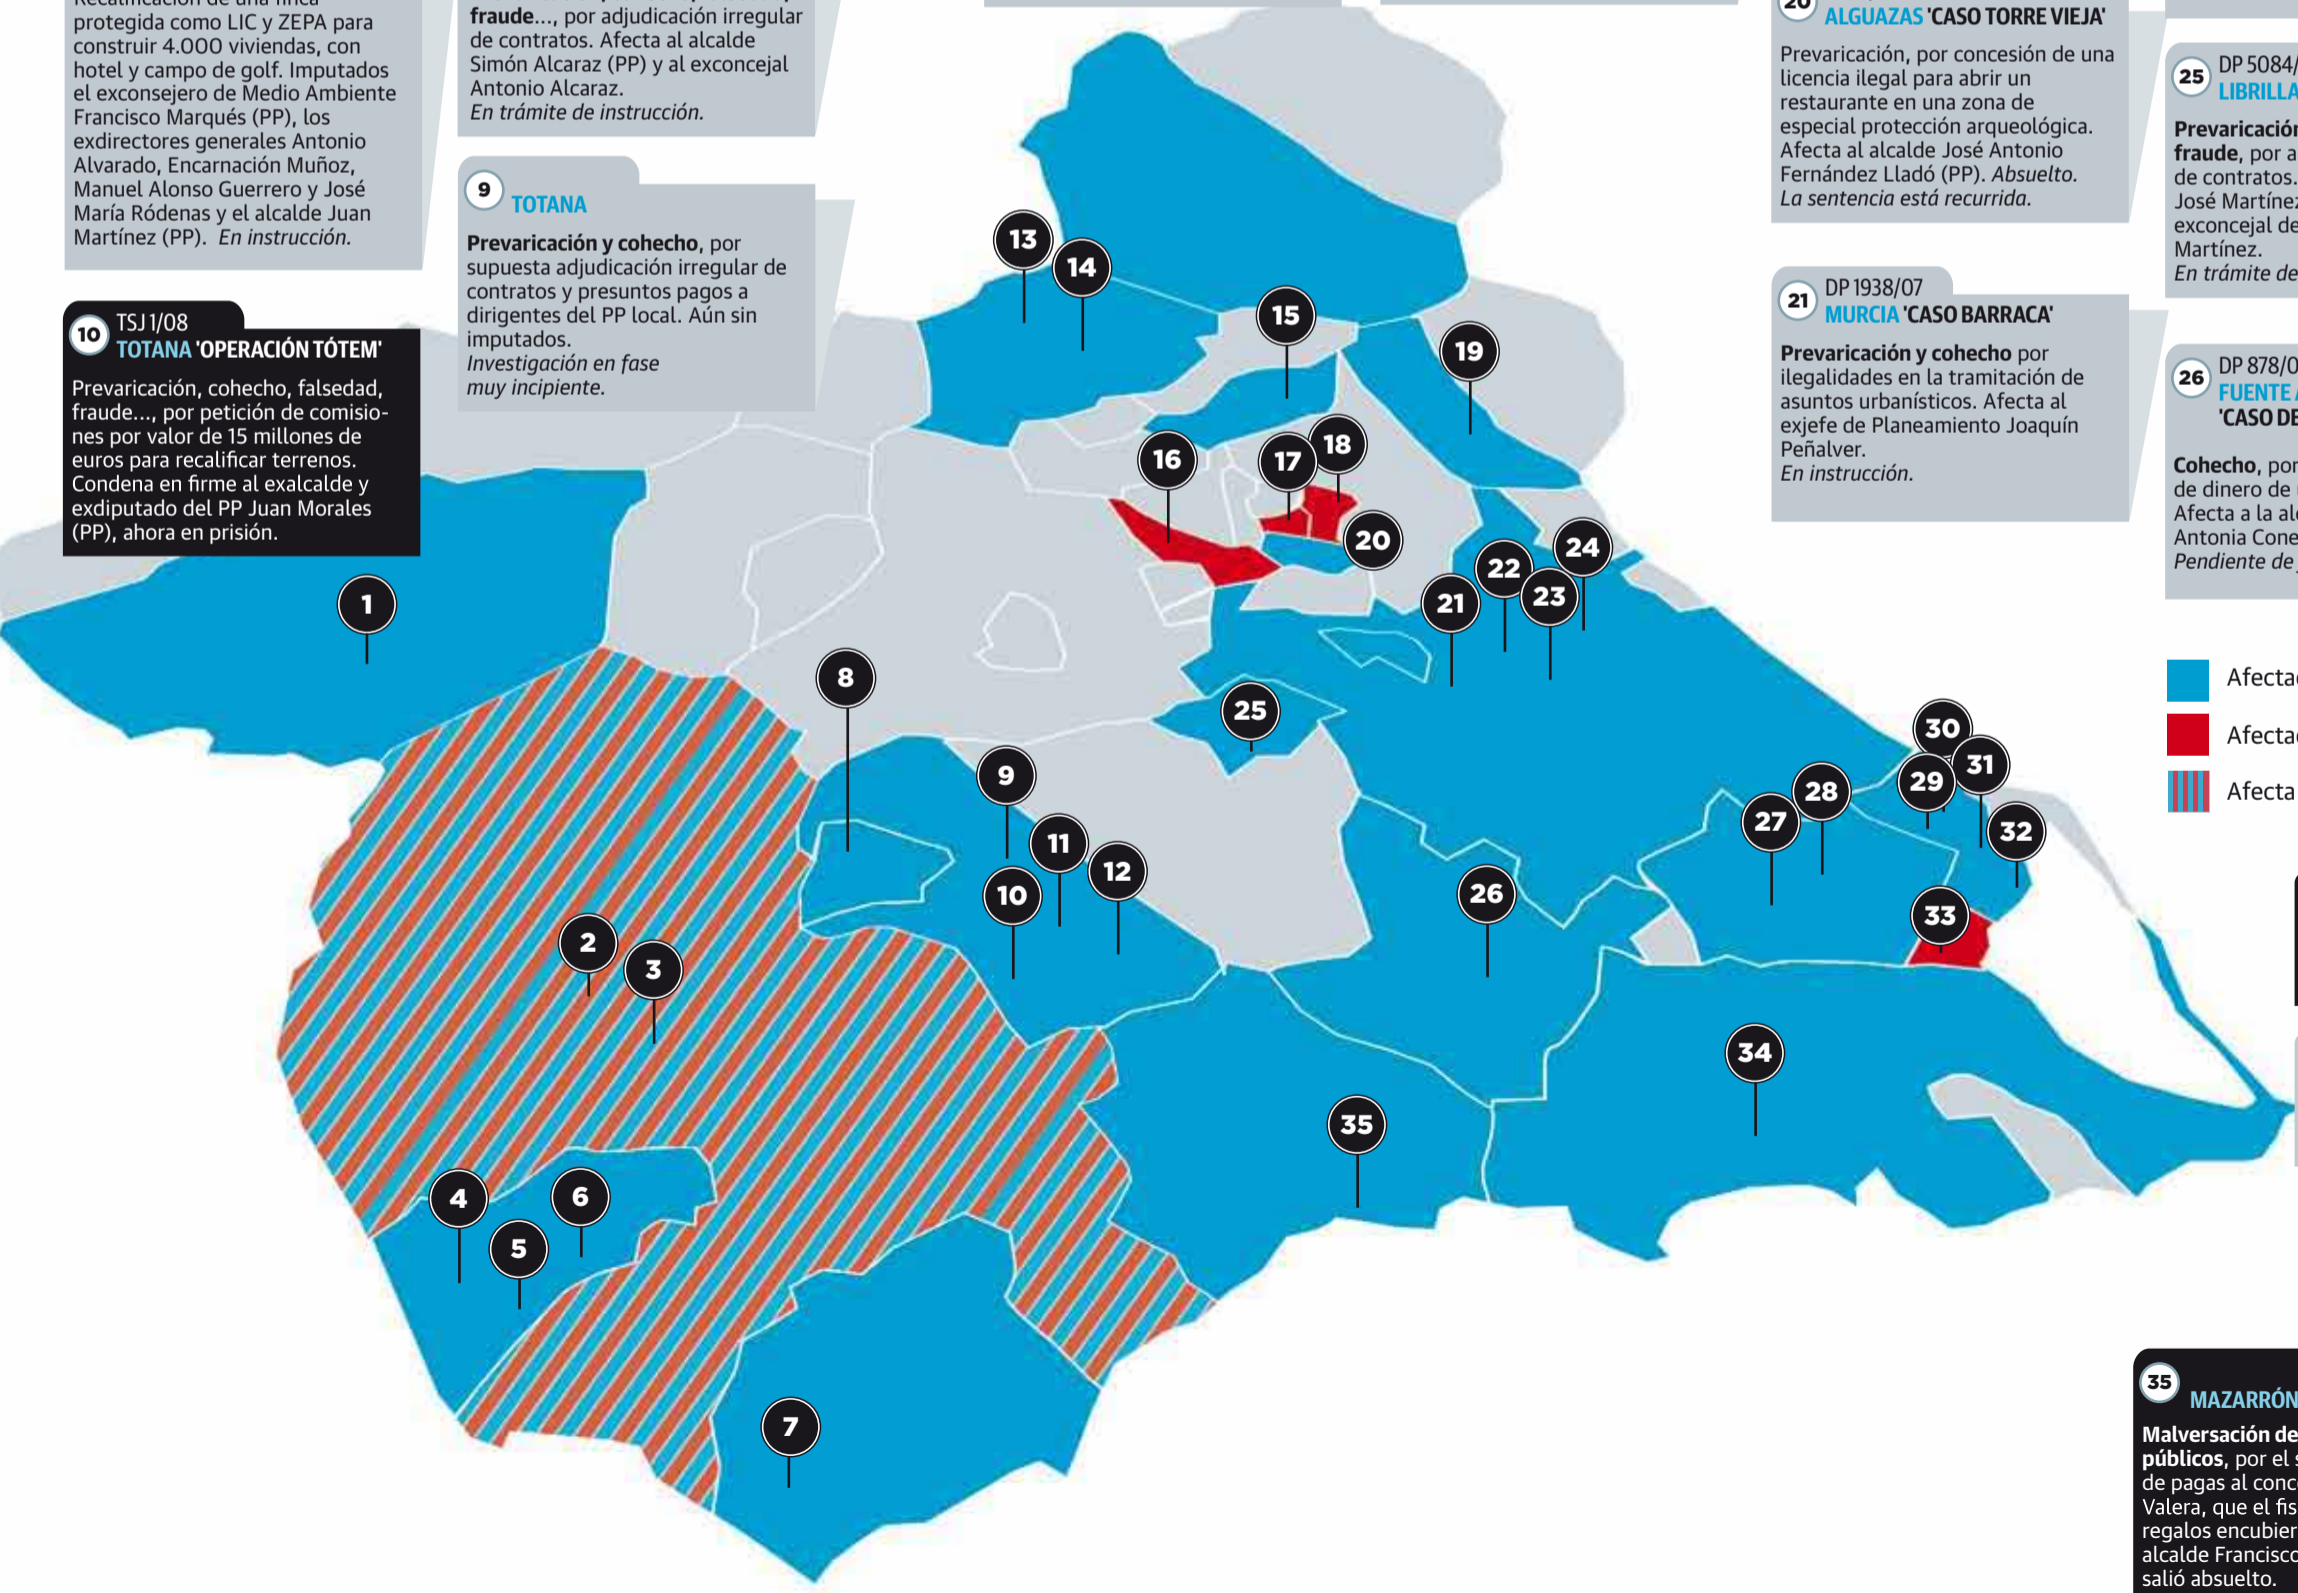 protegida como LIC y ZEPA para
construir 4.000 viviendas, con
hotel y campo de golf. Imputados
el exconsejero de Medio Ambiente
Francisco Marqués (PP), los
exdirectores generales Antonio
Alvarado, Encarnación Muñoz,
Manuel Alonso Guerrero y José
María Ródenas y el alcalde Juan
Martínez (PP). En instrucción.
10
TSJ 1/08
TOTANA 'OPERACIÓN TÓTEM'
Prevaricación, cohecho, falsedad,
fraude..., por petición de comisio-
nes por valor de 15 millones de
euros para recalificar terrenos.
Condena en firme al exalcalde y
exdiputado del PP Juan Morales
(PP), ahora en prisión.
fraude..., por adjudicación irregular
de contratos. Afecta al alcalde
Simón Alcaraz (PP) y al exconcejal
Antonio Alcaraz.
En trámite de instrucción.
9
TOTANA
Prevaricación y cohecho, por
supuesta adjudicación irregular de
contratos y presuntos pagos a
dirigentes del PP local. Aún sin
imputados.
Investigación en fase
muy incipiente.
20
ALGUAZAS 'CASO TORRE VIEJA'
Prevaricación, por concesión de una
licencia ilegal para abrir un
restaurante en una zona de
especial protección arqueológica.
Afecta al alcalde José Antonio
Fernández Lladó (PP). Absuelto.
La sentencia está recurrida.
21
DP 1938/07
MURCIA 'CASO BARRACA'
Prevaricación y cohecho por
ilegalidades en la tramitación de
asuntos urbanísticos. Afecta al
exjefe de Planeamiento Joaquín
Peñalver.
En instrucción.
25
DP 5084/
LIBRILLA
Prevaricación
fraude, por a
de contratos.
José Martínez
exconcejal de
Martínez.
En trámite de
26
DP 878/0
FUENTE
'CASO DE
Cohecho, por
de dinero de
Afecta a la al
Antonia Cone
Pendiente de
Afecta
Afecta
Afecta
35
MAZARRÓN
Malversación de
públicos, por el s
de pagas al conc
Valera, que el fis
regalos encubier
alcalde Francisco
salió absuelto.
13
14
15
19
16
17
18
20
1
21
22
23
24
8
25
9
11
10
12
30
29
31
28
27
32
26
33
2
3
34
35
4
6
5
7